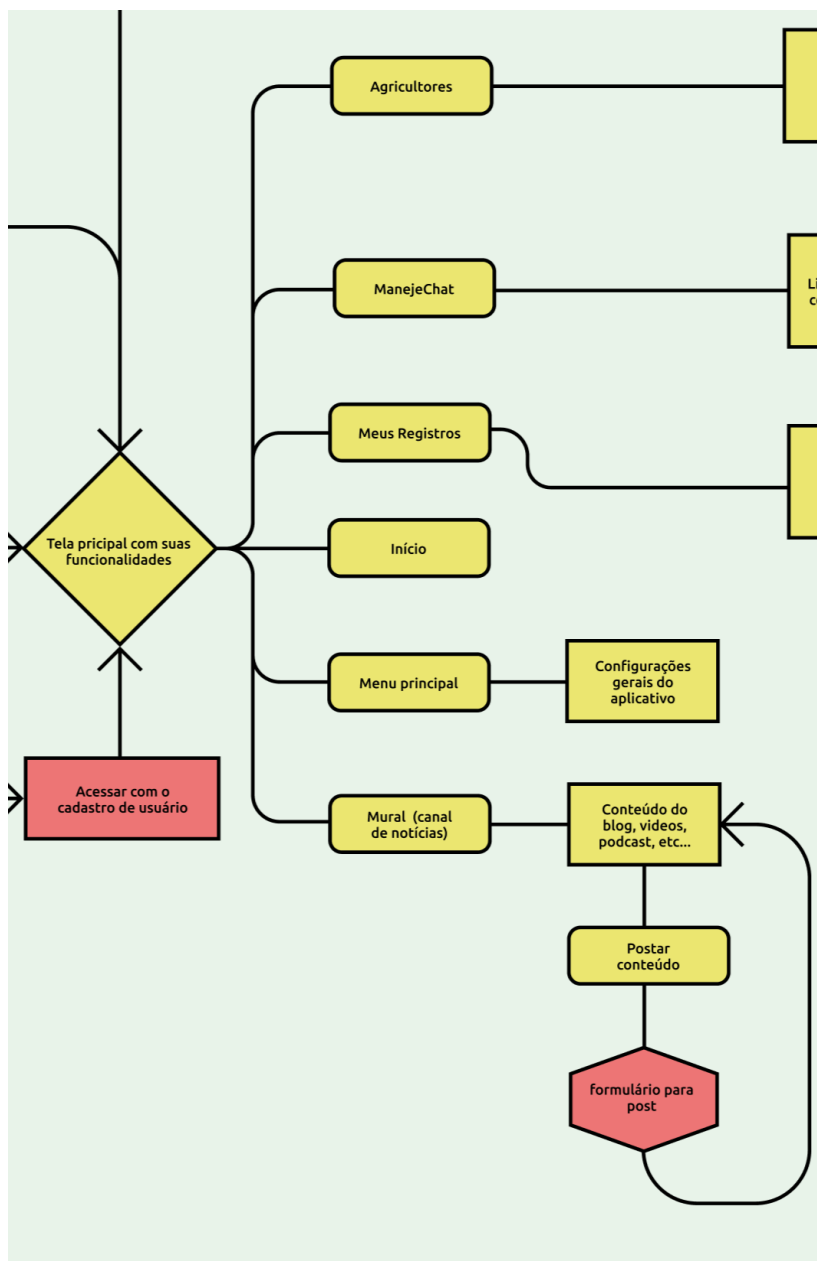 Agricultores
ManejeChat
Meus Registros
Tela pricipal com suas
funcionalidades
Início
Menu principal
Configurações
gerais do
aplicativo
Acessar com o
cadastro de usuário
Mural (canal
de notícias)
Conteúdo do
blog, videos,
podcast, etc...
Postar
conteúdo
formulário para
post